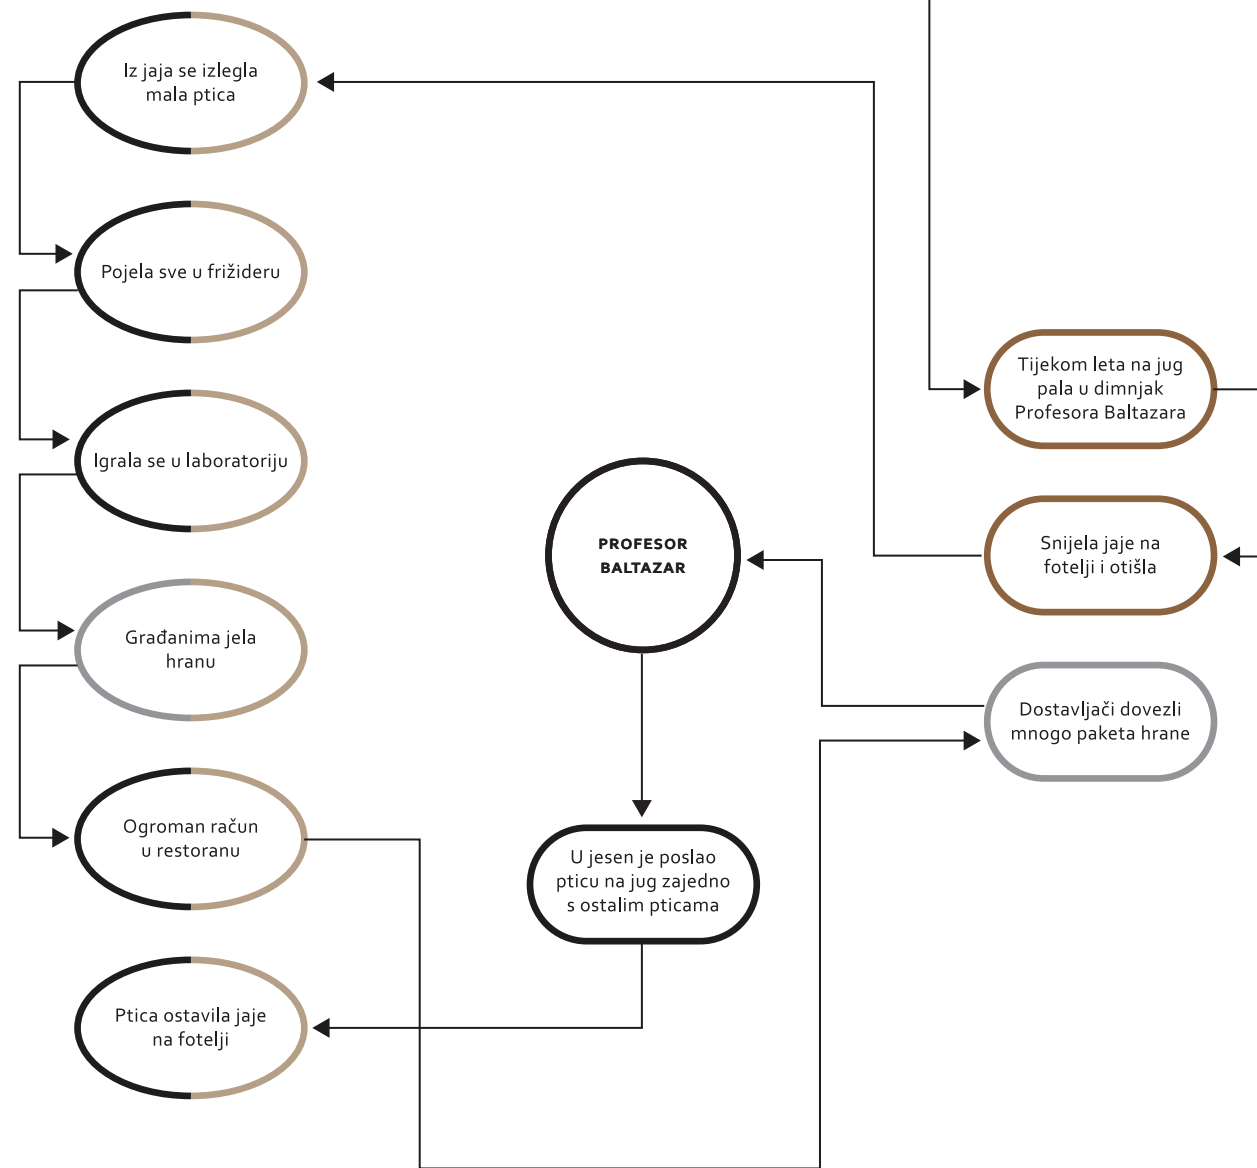 Iz jaja se izlegla
mala ptica
Pojela sve u frižideru
Igrala se u laboratoriju
Građanima jela
hranu
Ogroman račun
u restoranu
Ptica ostavila jaje
na fotelji
PROFESOR
BALTAZAR
U jesen je poslao
pticu na jug zajedno
s ostalim pticama
Tijekom leta na jug
pala u dimnjak
Profesora Baltazara
Snijela jaje na
fotelji i otišla
Dostavljači dovezli
mnogo paketa hrane